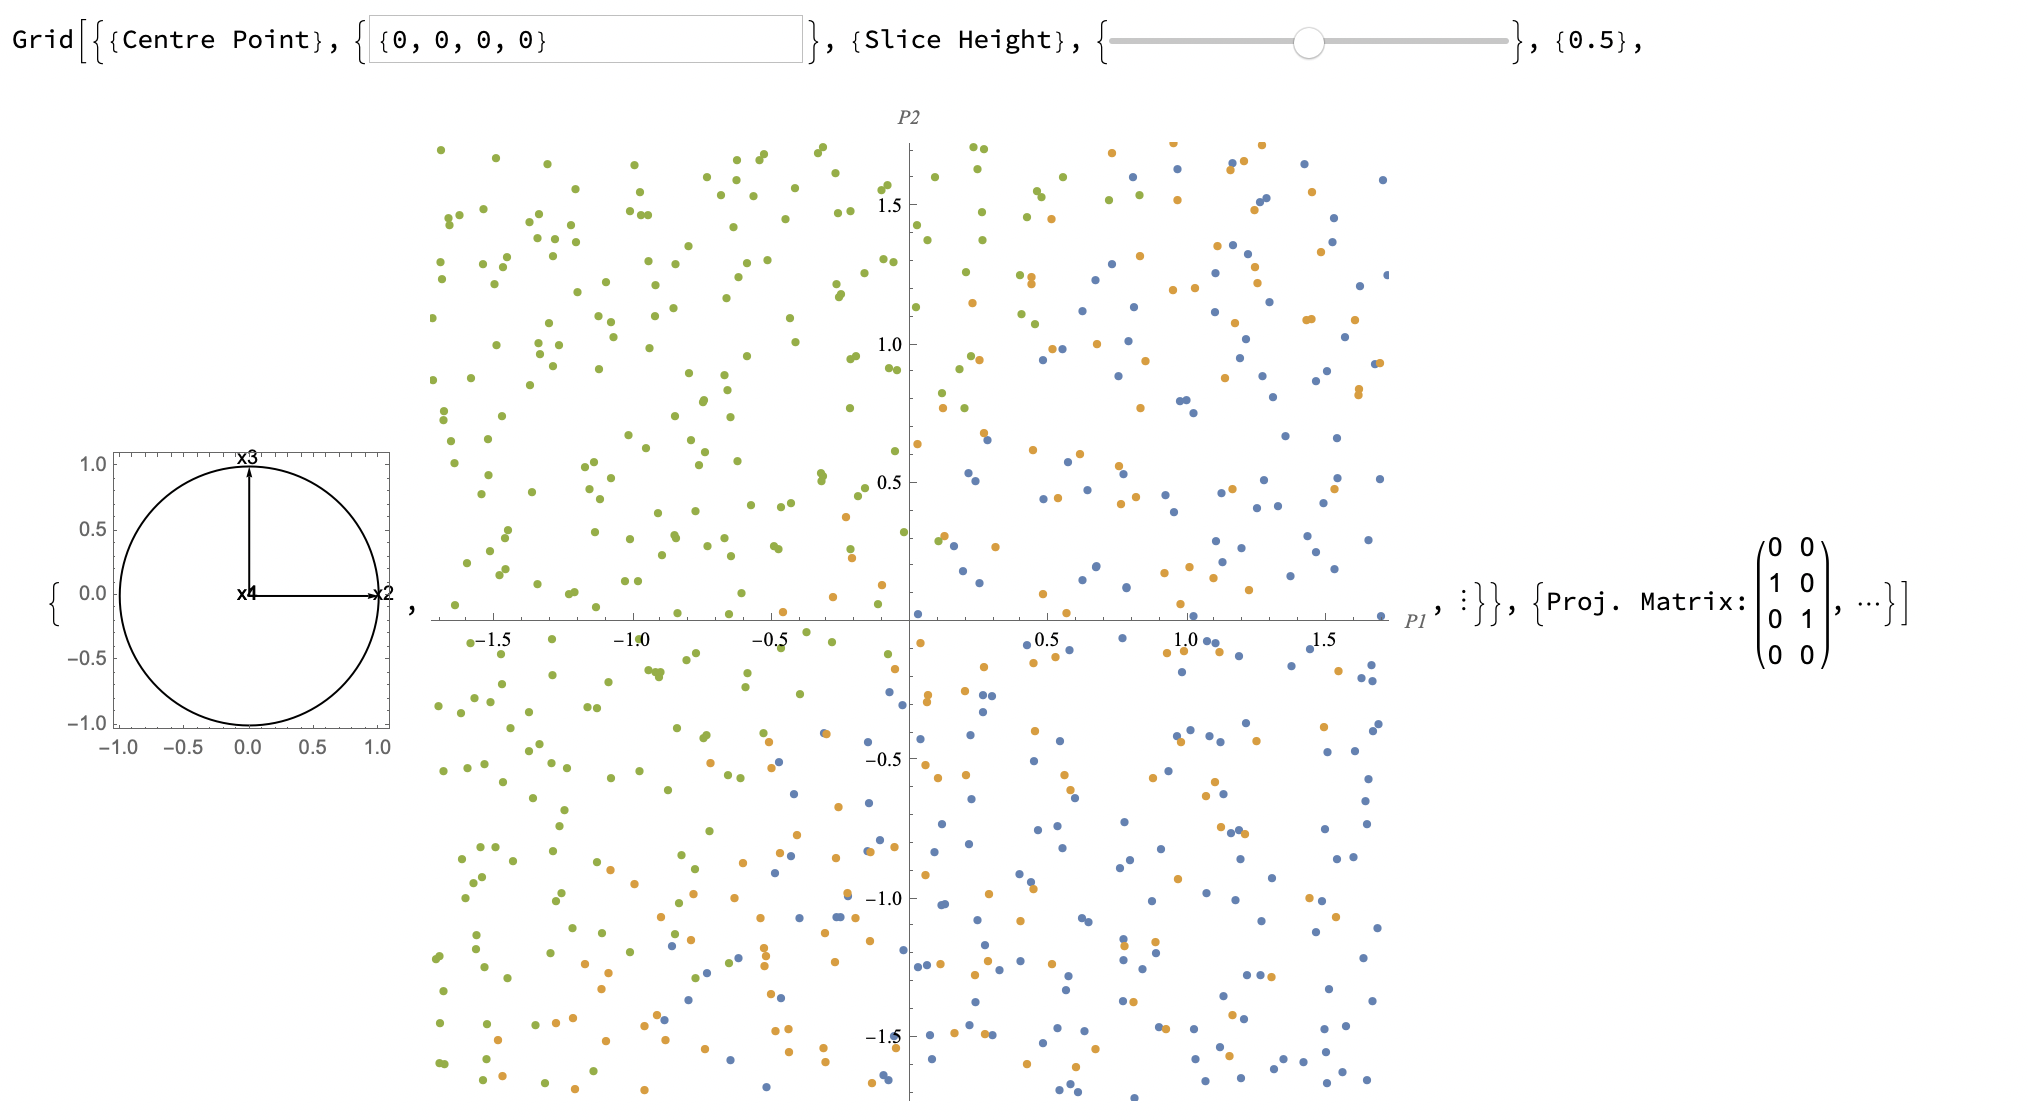 Grid[{{{Centre Point}, {{0, 0, 0, 0}}, {Slice Height}, {}, {0.5},
P2
1.5
1.0
0.5
-0.5
-1.0
-1.5
-1.5 -1.0 -0.5 0.5 1.0 1.5
P1
x3
x4 x2
1.0
0.5
0.0
-0.5
-1.0
-1.0 -0.5 0.0 0.5 1.0
{ , , ⋮}}, {Proj. Matrix: , ⋯}]
0 0
1 0
0 1
0 0